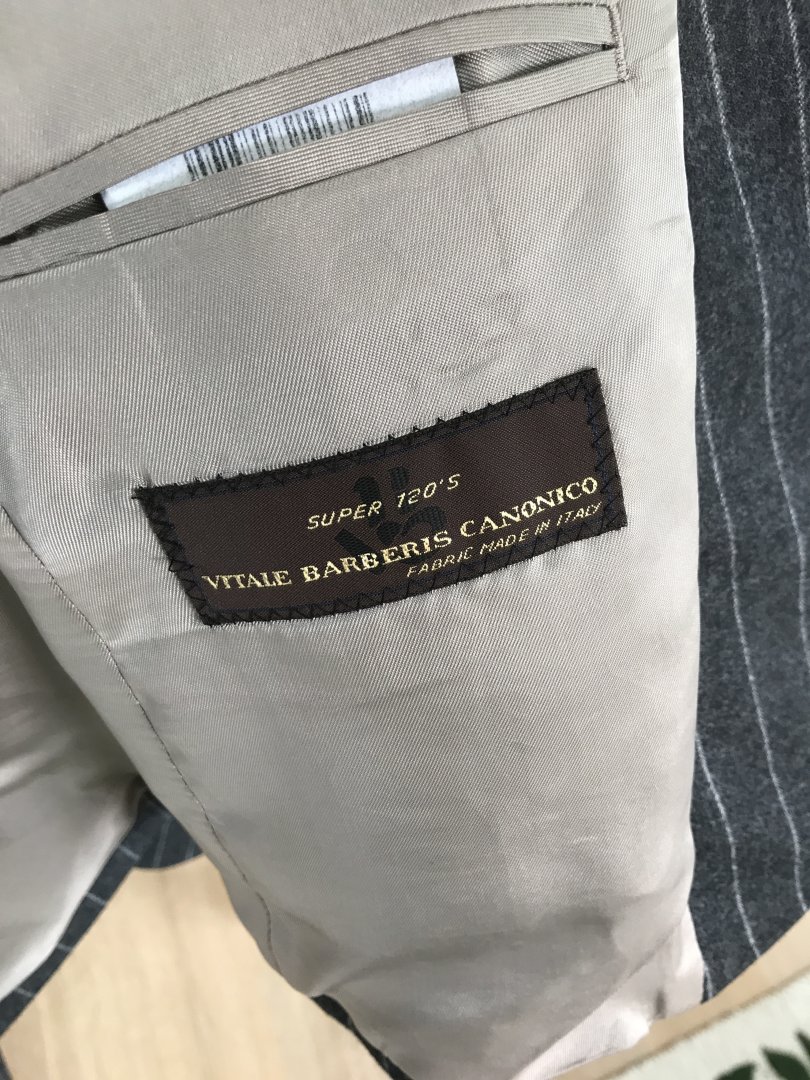 SUPER 120'S
VITALE BARBERIS CANONICO
FABRIC MADE IN ITALY